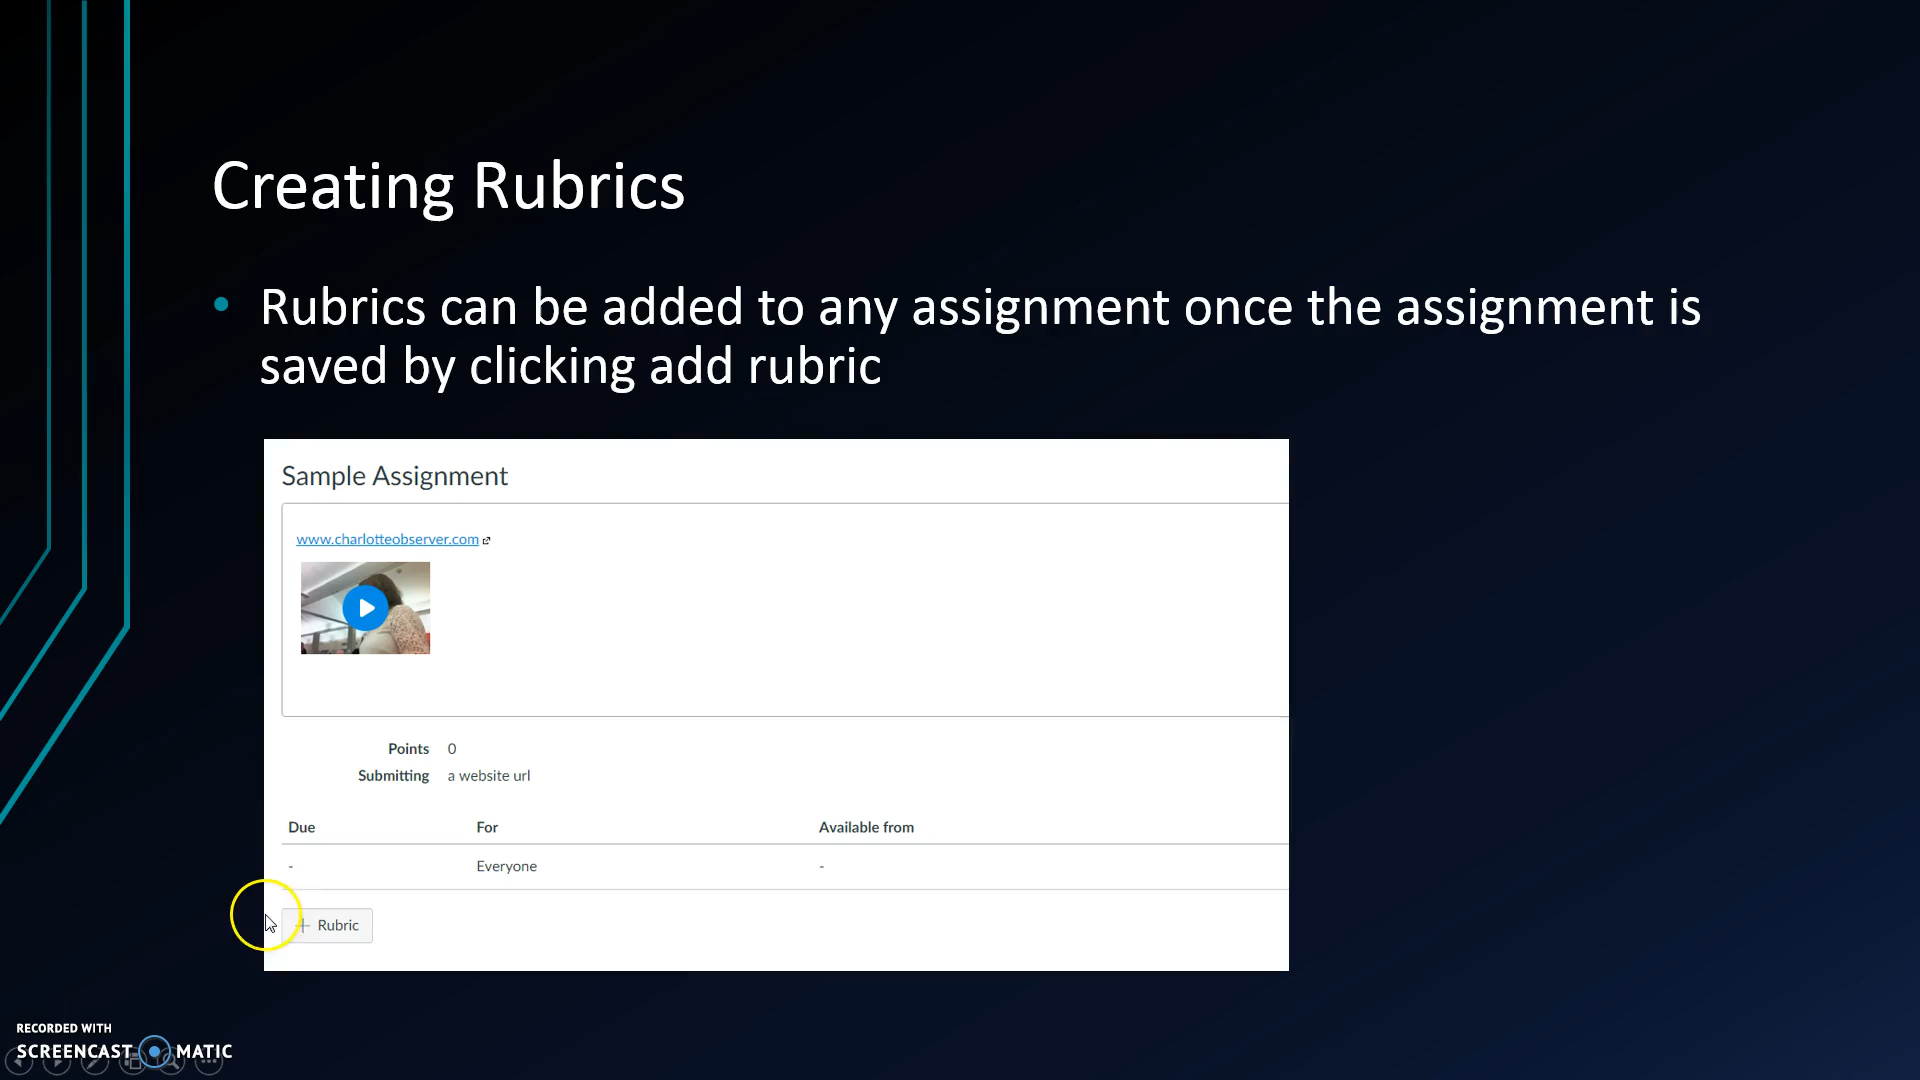 Creating Rubrics
• Rubrics can be added to any assignment once the assignment is
saved by clicking add rubric
Sample Assignment
www.charlotteobserver.com
Points 0
Submitting a website url
Due For Available from
- Everyone -
+ Rubric
RECORDED WITH
SCREENCAST MATIC